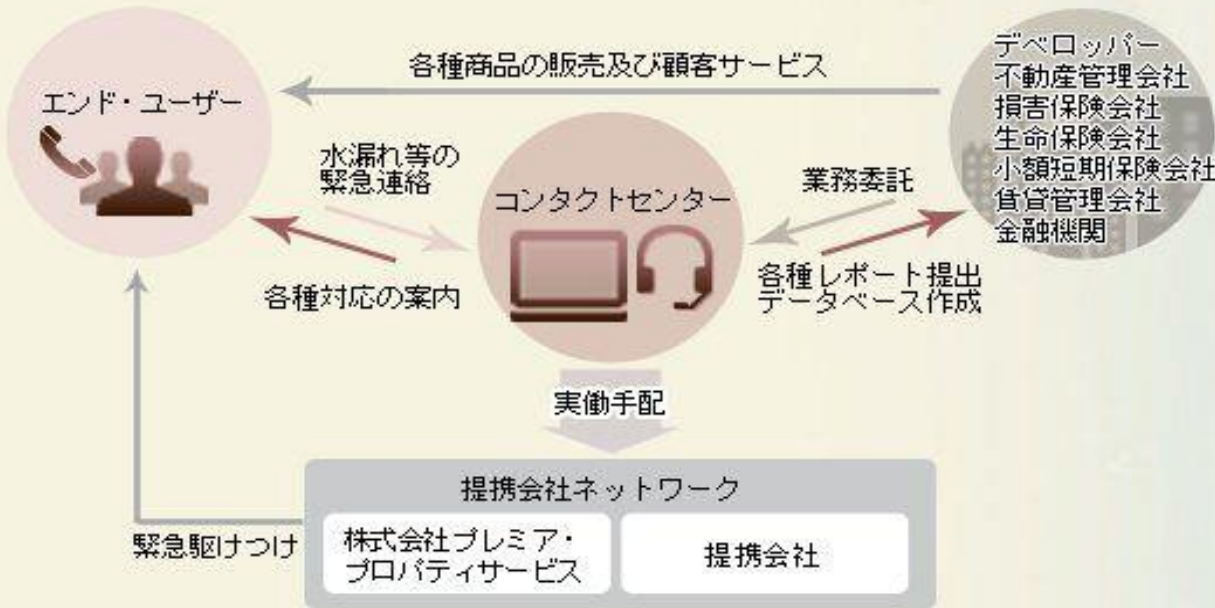 各種商品の販売及び顧客サービス
エンド・ユーザー
デベロッパー
不動産管理会社
損害保険会社
生命保険会社
小額短期保険会社
賃貸管理会社
金融機関
水漏れ等の
緊急連絡
コンタクトセンター
業務委託
各種対応の案内
各種レポート提出
データベース作成
実働手配
提携会社ネットワーク
緊急駆けつけ
株式会社プレミア・
プロパティサービス
提携会社